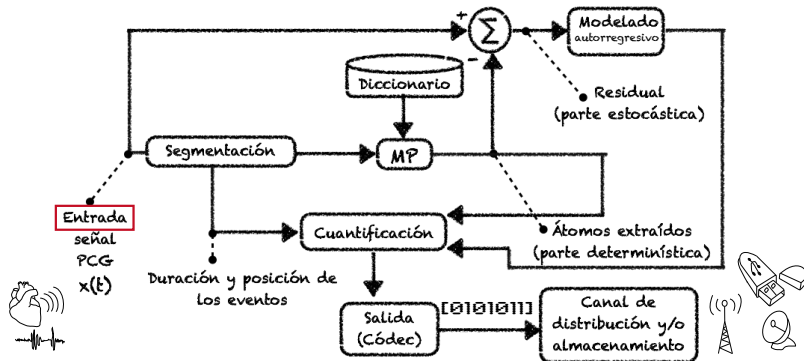 +
Σ
-
Modelado
autorregresivo
Diccionario
Residual
(parte estocástica)
Segmentación
MP
Entrada
señal
PCG
x(t)
Cuantificación
Átomos extraídos
(parte determinística)
Duración y posición de
los eventos
Salida
(Códec)
[0101011]
Canal de
distribución y/o
almacenamiento